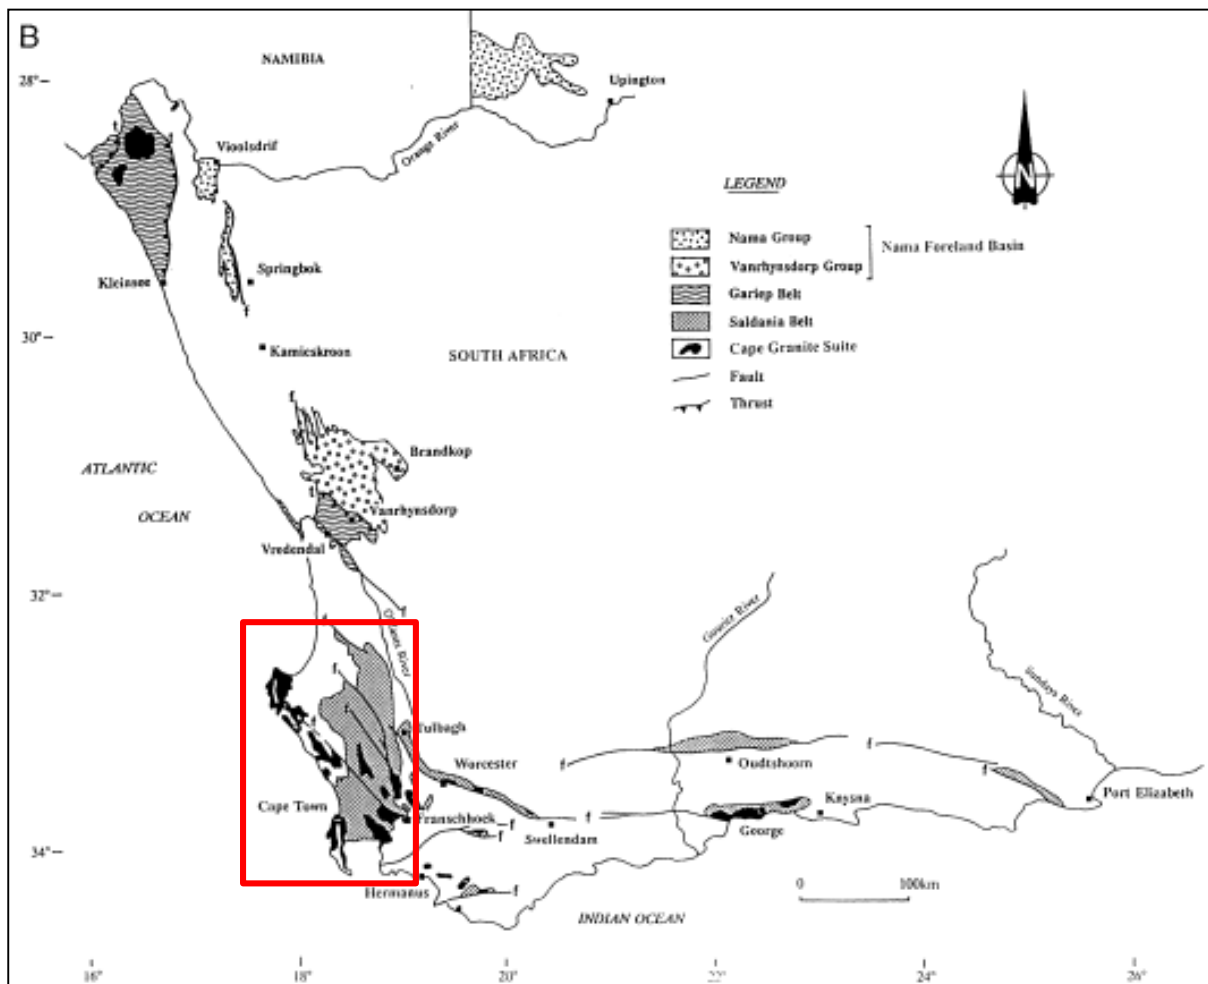 B
NAMIBIA
28°
Upington
f
Vioolsdrif
Orange River
N
LEGEND
Nama Group
Nama Foreland Basin
Vanrhynsdorp Group
Springbok
Kleinsee
Gariep Belt
f
Saldania Belt
30°
Kamieskroon
SOUTH AFRICA
Cape Granite Suite
Fault
f
Thrust
Brandkop
ATLANTIC
f
OCEAN
Vanrhynsdorp
Vredendal
32°
f
Gouritz River
f
f
Sundays River
f
f
Tulbagh
f
Worcester
f
f
Oudtshoorn
Port Elizabeth
Cape Town
Knysna
Franschhoek
f
f
f
Swellendam
George
34°
Hermanus
f
0
100km
INDIAN OCEAN
16°
18°
20°
22°
24°
26°